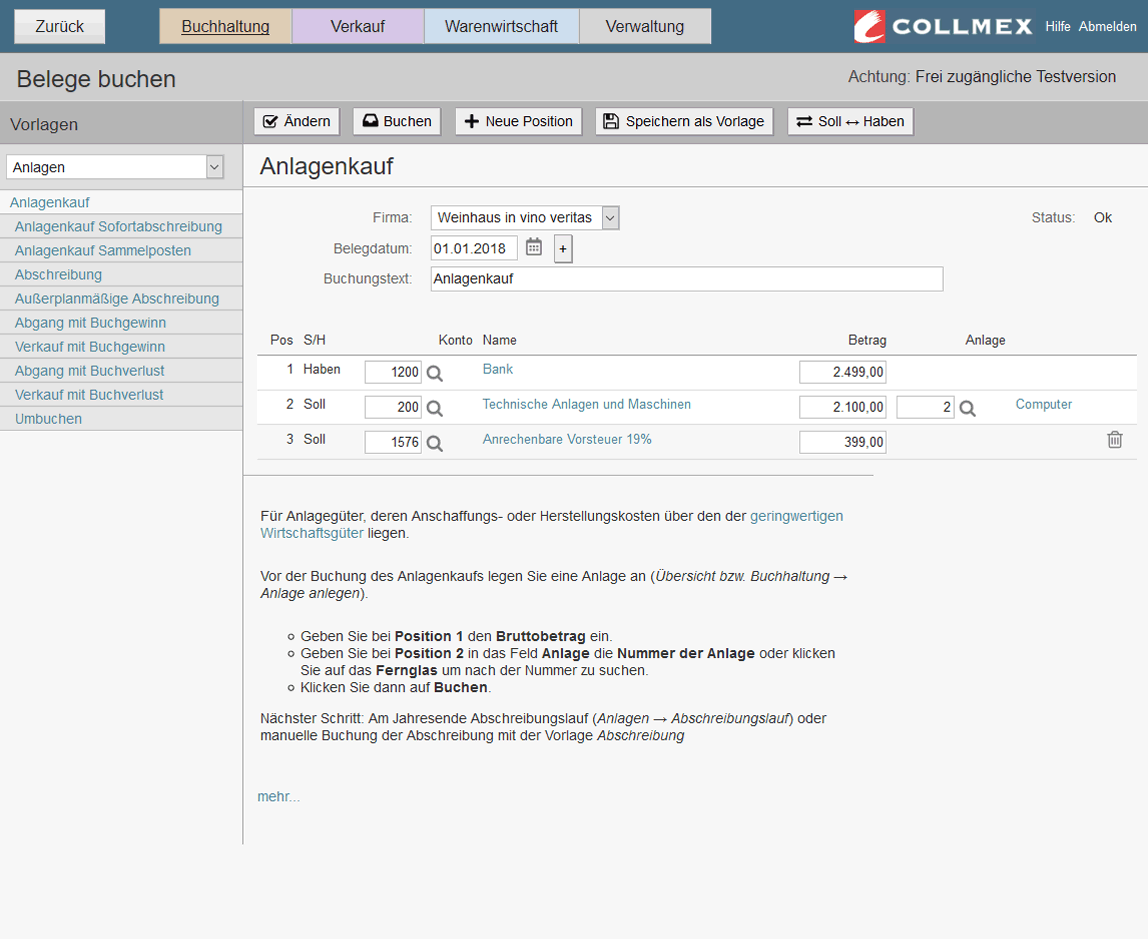 Zurück Buchhaltung Verkauf Warenwirtschaft Verwaltung COLLMEX Hilfe Abmelden
Belege buchen Achtung: Frei zugängliche Testversion
Vorlagen Ändern Buchen Neue Position Speichern als Vorlage Soll ↔ Haben
Anlagen
Anlagenkauf
Anlagenkauf Sofortabschreibung
Anlagenkauf Sammelposten
Abschreibung
Außerplanmäßige Abschreibung
Abgang mit Buchgewinn
Verkauf mit Buchgewinn
Abgang mit Buchverlust
Verkauf mit Buchverlust
Umbuchen
Anlagenkauf
Firma: Weinhaus in vino veritas Status: Ok
Belegdatum: 01.01.2018 +
Buchungstext: Anlagenkauf
Pos S/H Konto Name Betrag Anlage
1 Haben 1200 Bank 2.499,00
2 Soll 200 Technische Anlagen und Maschinen 2.100,00 2 Computer
3 Soll 1576 Anrechenbare Vorsteuer 19% 399,00
Für Anlagegüter, deren Anschaffungs- oder Herstellungskosten über den der geringwertigen
Wirtschaftsgüter liegen.
Vor der Buchung des Anlagenkaufs legen Sie eine Anlage an (Übersicht bzw. Buchhaltung →
Anlage anlegen).
Geben Sie bei Position 1 den Bruttobetrag ein.
Geben Sie bei Position 2 in das Feld Anlage die Nummer der Anlage oder klicken
Sie auf das Fernglas um nach der Nummer zu suchen.
Klicken Sie dann auf Buchen.
Nächster Schritt: Am Jahresende Abschreibungslauf (Anlagen → Abschreibungslauf) oder
manuelle Buchung der Abschreibung mit der Vorlage Abschreibung
mehr...